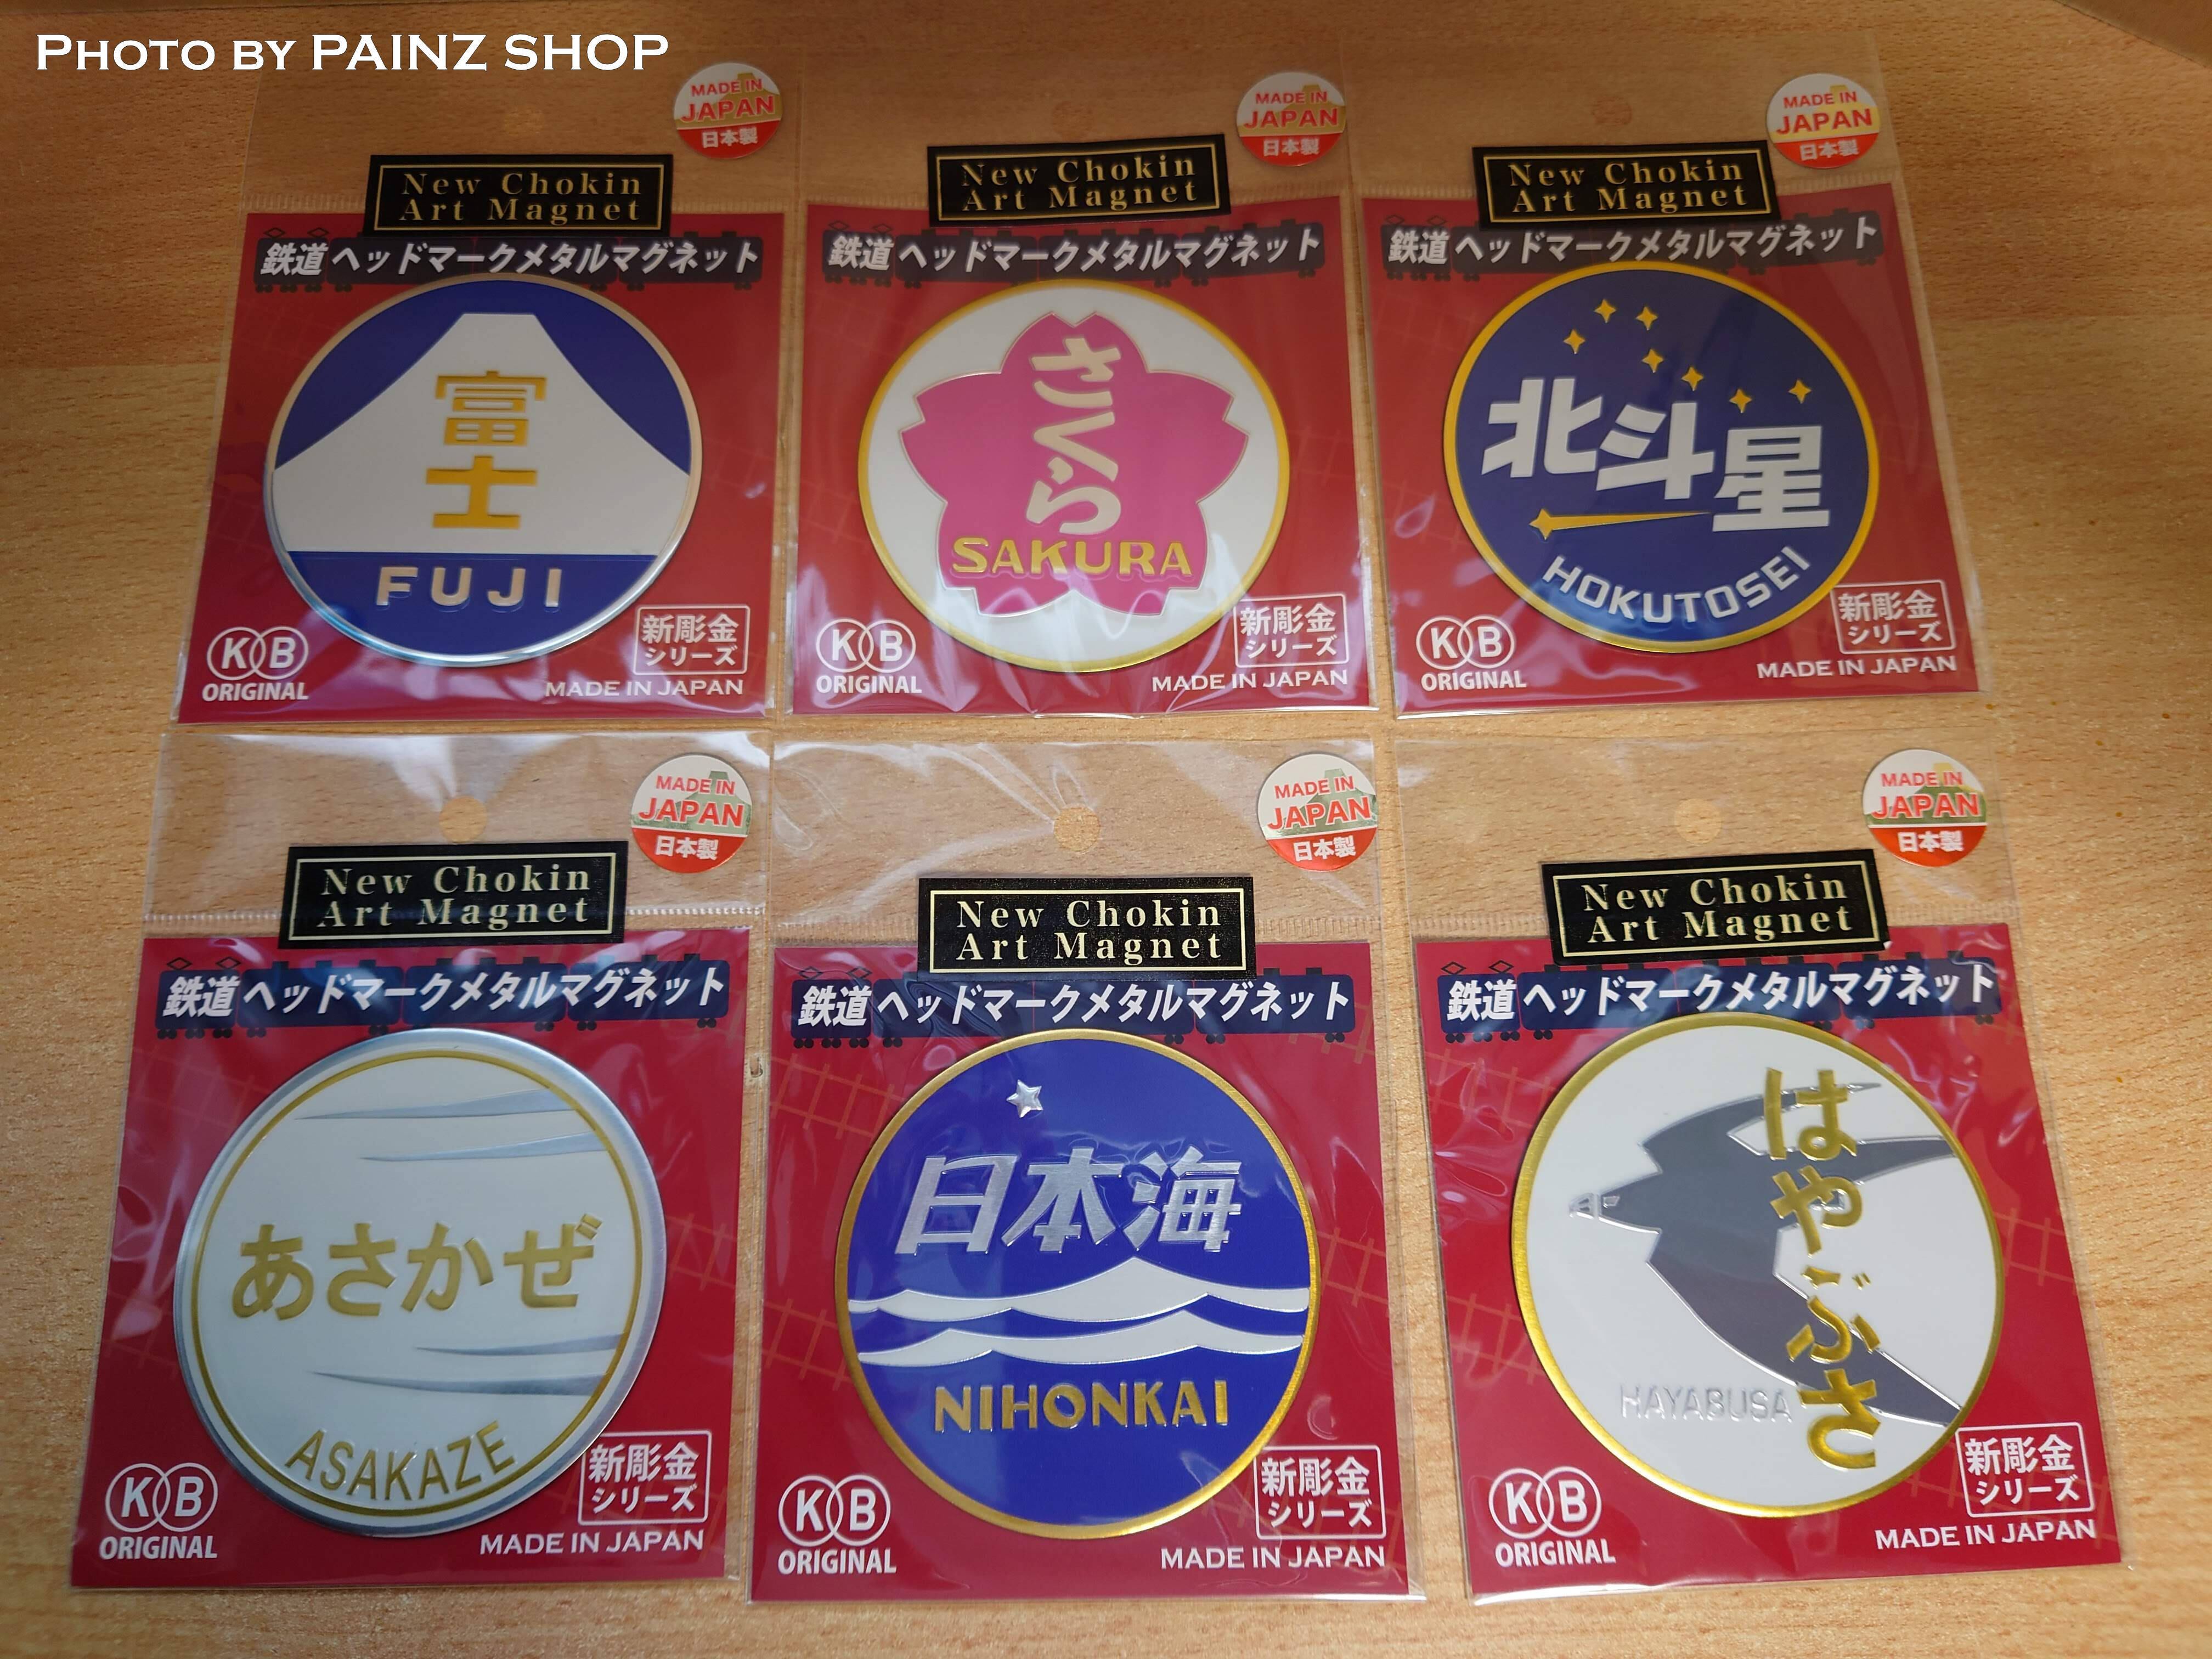 PHOTO BY PAINZ SHOP
MADE IN
JAPAN
日本製
New Chokin
Art Magnet
鉄道ヘッドマークメタルマグネット
富士
FUJI
KB
ORIGINAL
新彫金
シリーズ
MADE IN JAPAN
MADE IN
JAPAN
日本製
New Chokin
Art Magnet
鉄道ヘッドマークメタルマグネット
さくら
SAKURA
KB
ORIGINAL
新彫金
シリーズ
MADE IN JAPAN
MADE IN
JAPAN
日本製
New Chokin
Art Magnet
鉄道ヘッドマークメタルマグネット
北斗星
HOKUTOSEI
KB
ORIGINAL
新彫金
シリーズ
MADE IN JAPAN
MADE IN
JAPAN
日本製
New Chokin
Art Magnet
鉄道ヘッドマークメタルマグネット
あさかぜ
ASAKAZE
KB
ORIGINAL
新彫金
シリーズ
MADE IN JAPAN
MADE IN
JAPAN
日本製
New Chokin
Art Magnet
鉄道ヘッドマークメタルマグネット
日本海
NIHONKAI
KB
ORIGINAL
新彫金
シリーズ
MADE IN JAPAN
MADE IN
JAPAN
日本製
New Chokin
Art Magnet
鉄道ヘッドマークメタルマグネット
はやぶさ
HAYABUSA
KB
ORIGINAL
新彫金
シリーズ
MADE IN JAPAN